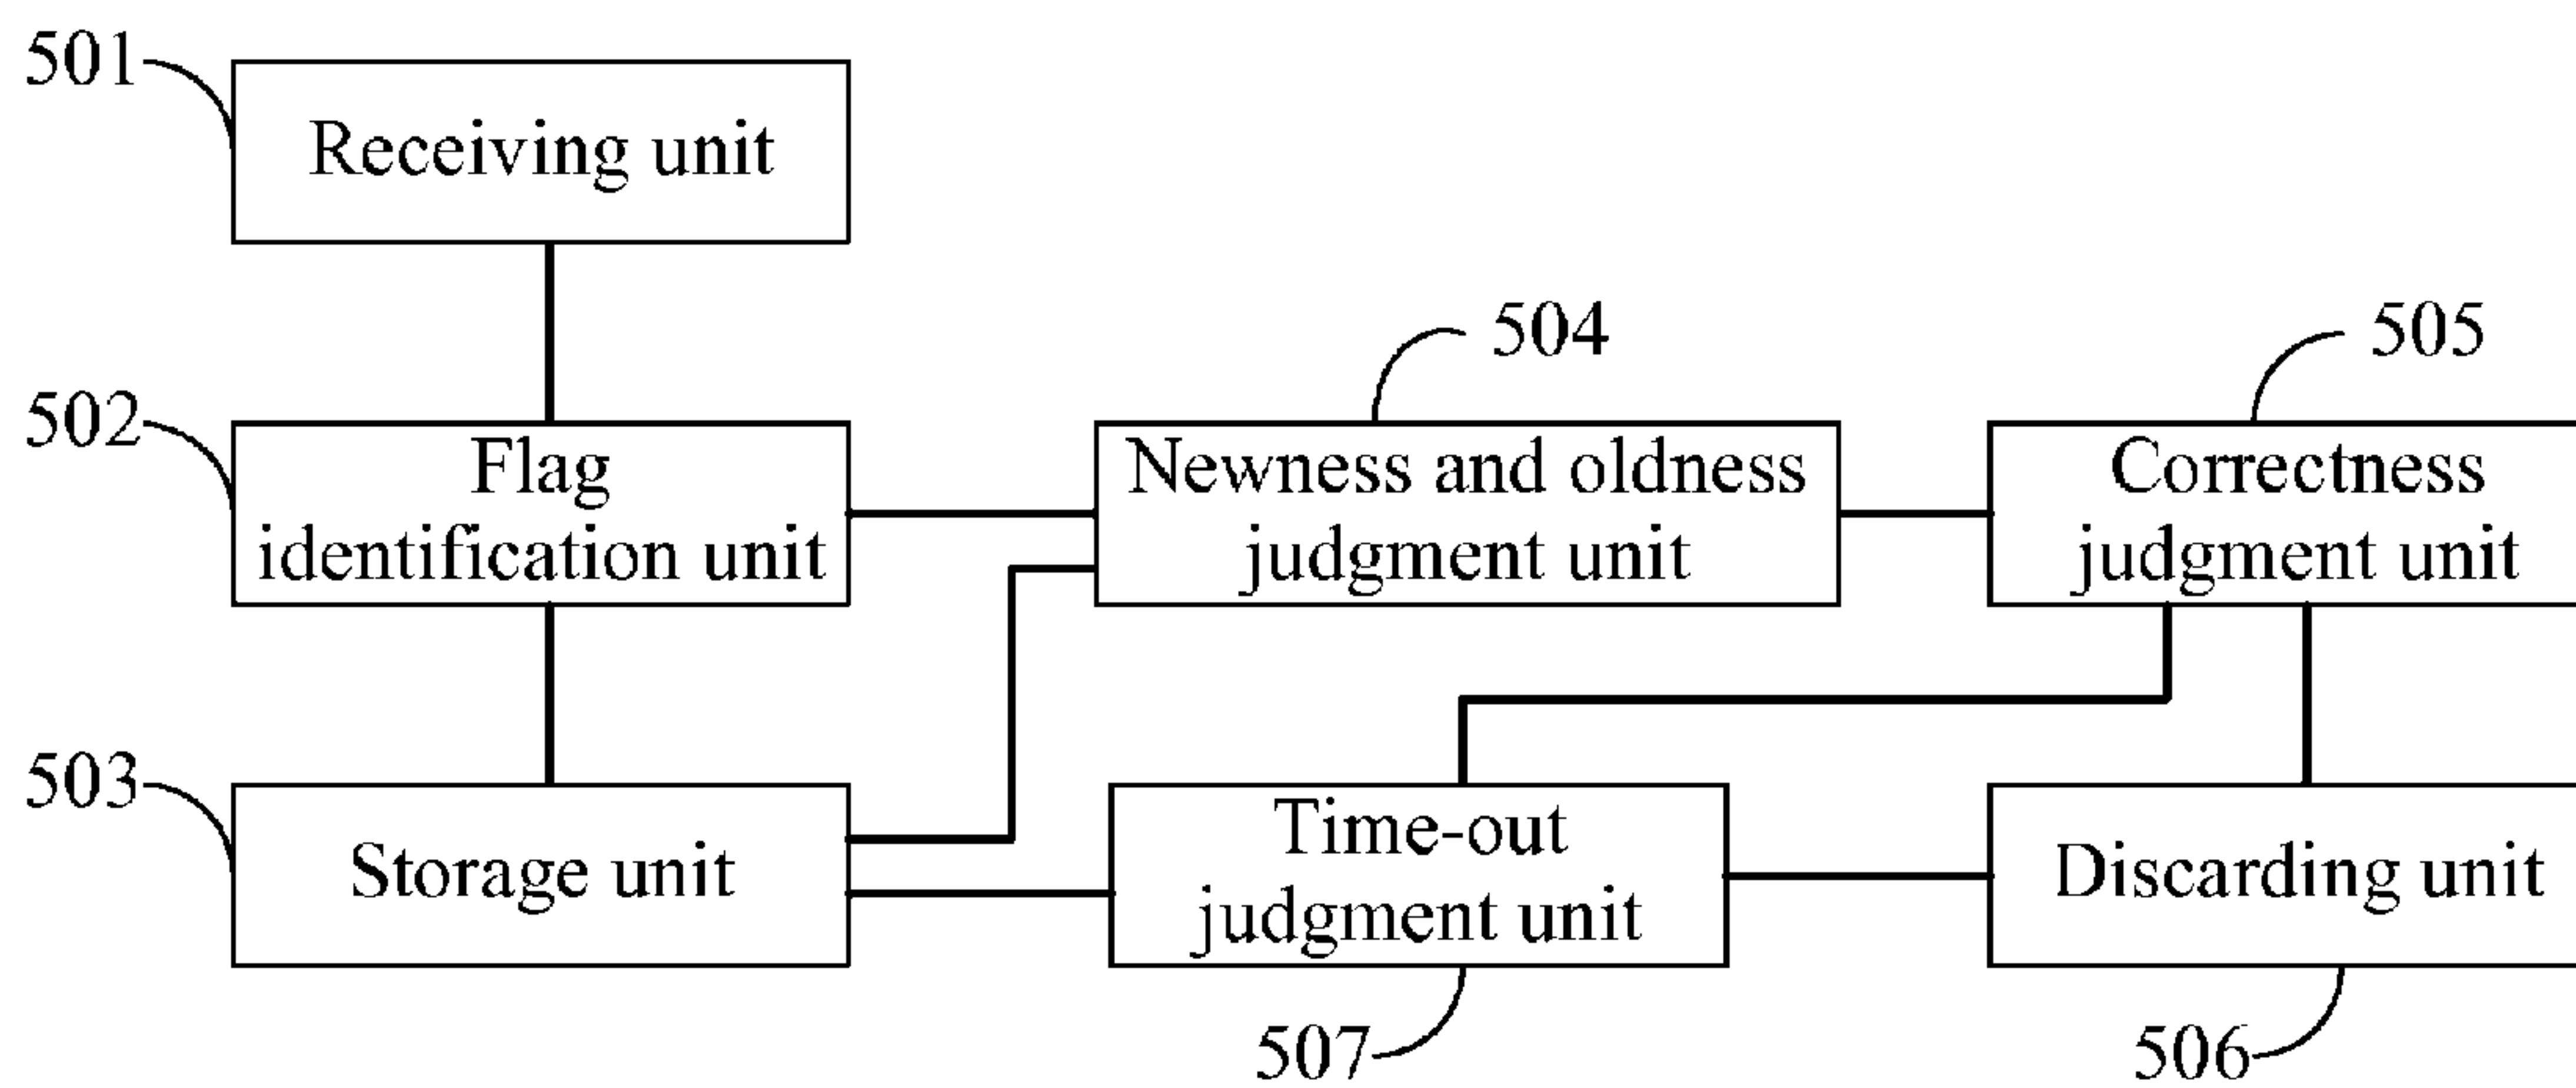 501
Receiving unit
504
505
502
Flag
identification unit
Newness and oldness
judgment unit
Correctness
judgment unit
503
Storage unit
Time-out
judgment unit
Discarding unit
507
506